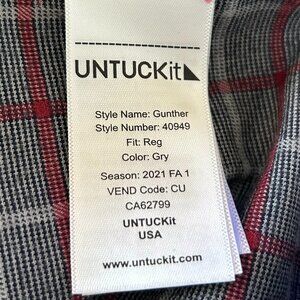 UNTUCKit
Style Name: Gunther
Style Number: 40949
Fit: Reg
Color: Gry
Season: 2021 FA 1
VEND Code: CU
CA62799
UNTUCKit
USA
www.untuckit.com